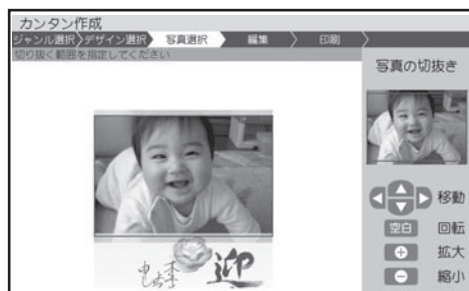 カンタン作成
ジャンル選択 デザイン選択 写真選択 編集 印刷
切り抜く範囲を指定してください
写真の切抜き
移動
空白 回転
拡大
縮小
迎